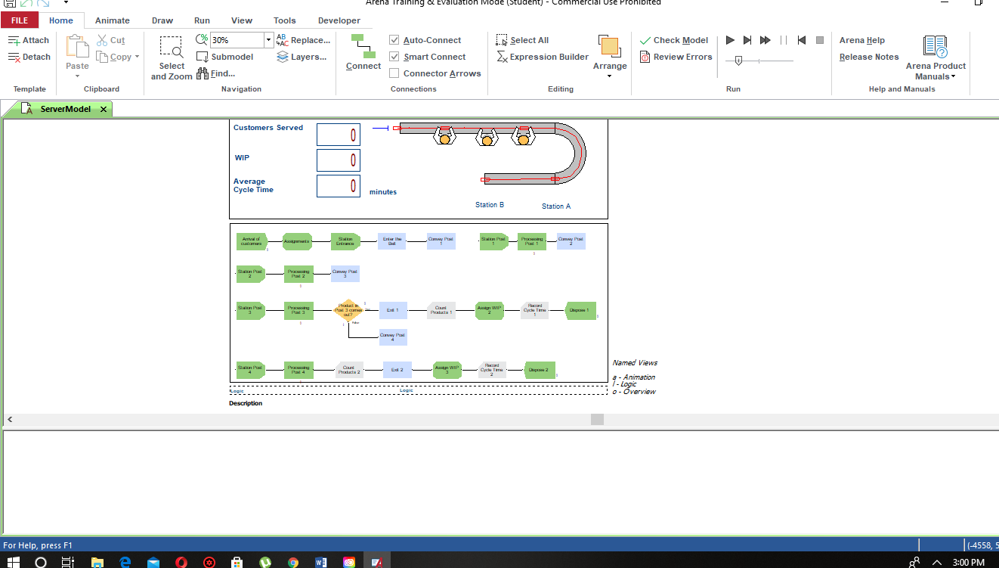 Arena Training & Evaluation Mode (Student) - Commercial Use Prohibited
FILE Home Animate Draw Run View Tools Developer
Attach
Detach
Template
Paste
Cut
Copy
Clipboard
Select
and Zoom
30%
Submodel
Find...
AB
AC
Replace...
Layers...
Navigation
Connect
Auto-Connect
Smart Connect
Connector Arrows
Connections
Select All
Expression Builder
Arrange
Editing
Check Model
Review Errors
Run
Arena Help
Release Notes
Arena Product
Manuals
Help and Manuals
ServerModel
Customers Served 0
WIP 0
Average
Cycle Time 0 minutes
Station B Station A
Arrival of
customers
Assignments
Station
Entrance
Enter the
Belt
Convey Post
1
Station Post
1
Processing
Post 1
Convey Post
2
Station Post
2
Processing
Post 2
Convey Post
3
Station Post
3
Processing
Post 3
Product in
Post 3 comes
out?
True
False
Exit 1
Count
Products 1
Assign WIP
2
Record
Cycle Time
1
Dispose 1
Convey Post
4
Station Post
4
Processing
Post 4
Count
Products 2
Exit 2
Assign WIP
3
Record
Cycle Time
2
Dispose 2
Named Views
a - Animation
l - Logic
o - Overview
Logic Logic
Description
For Help, press F1
(-4558, 5
3:00 PM